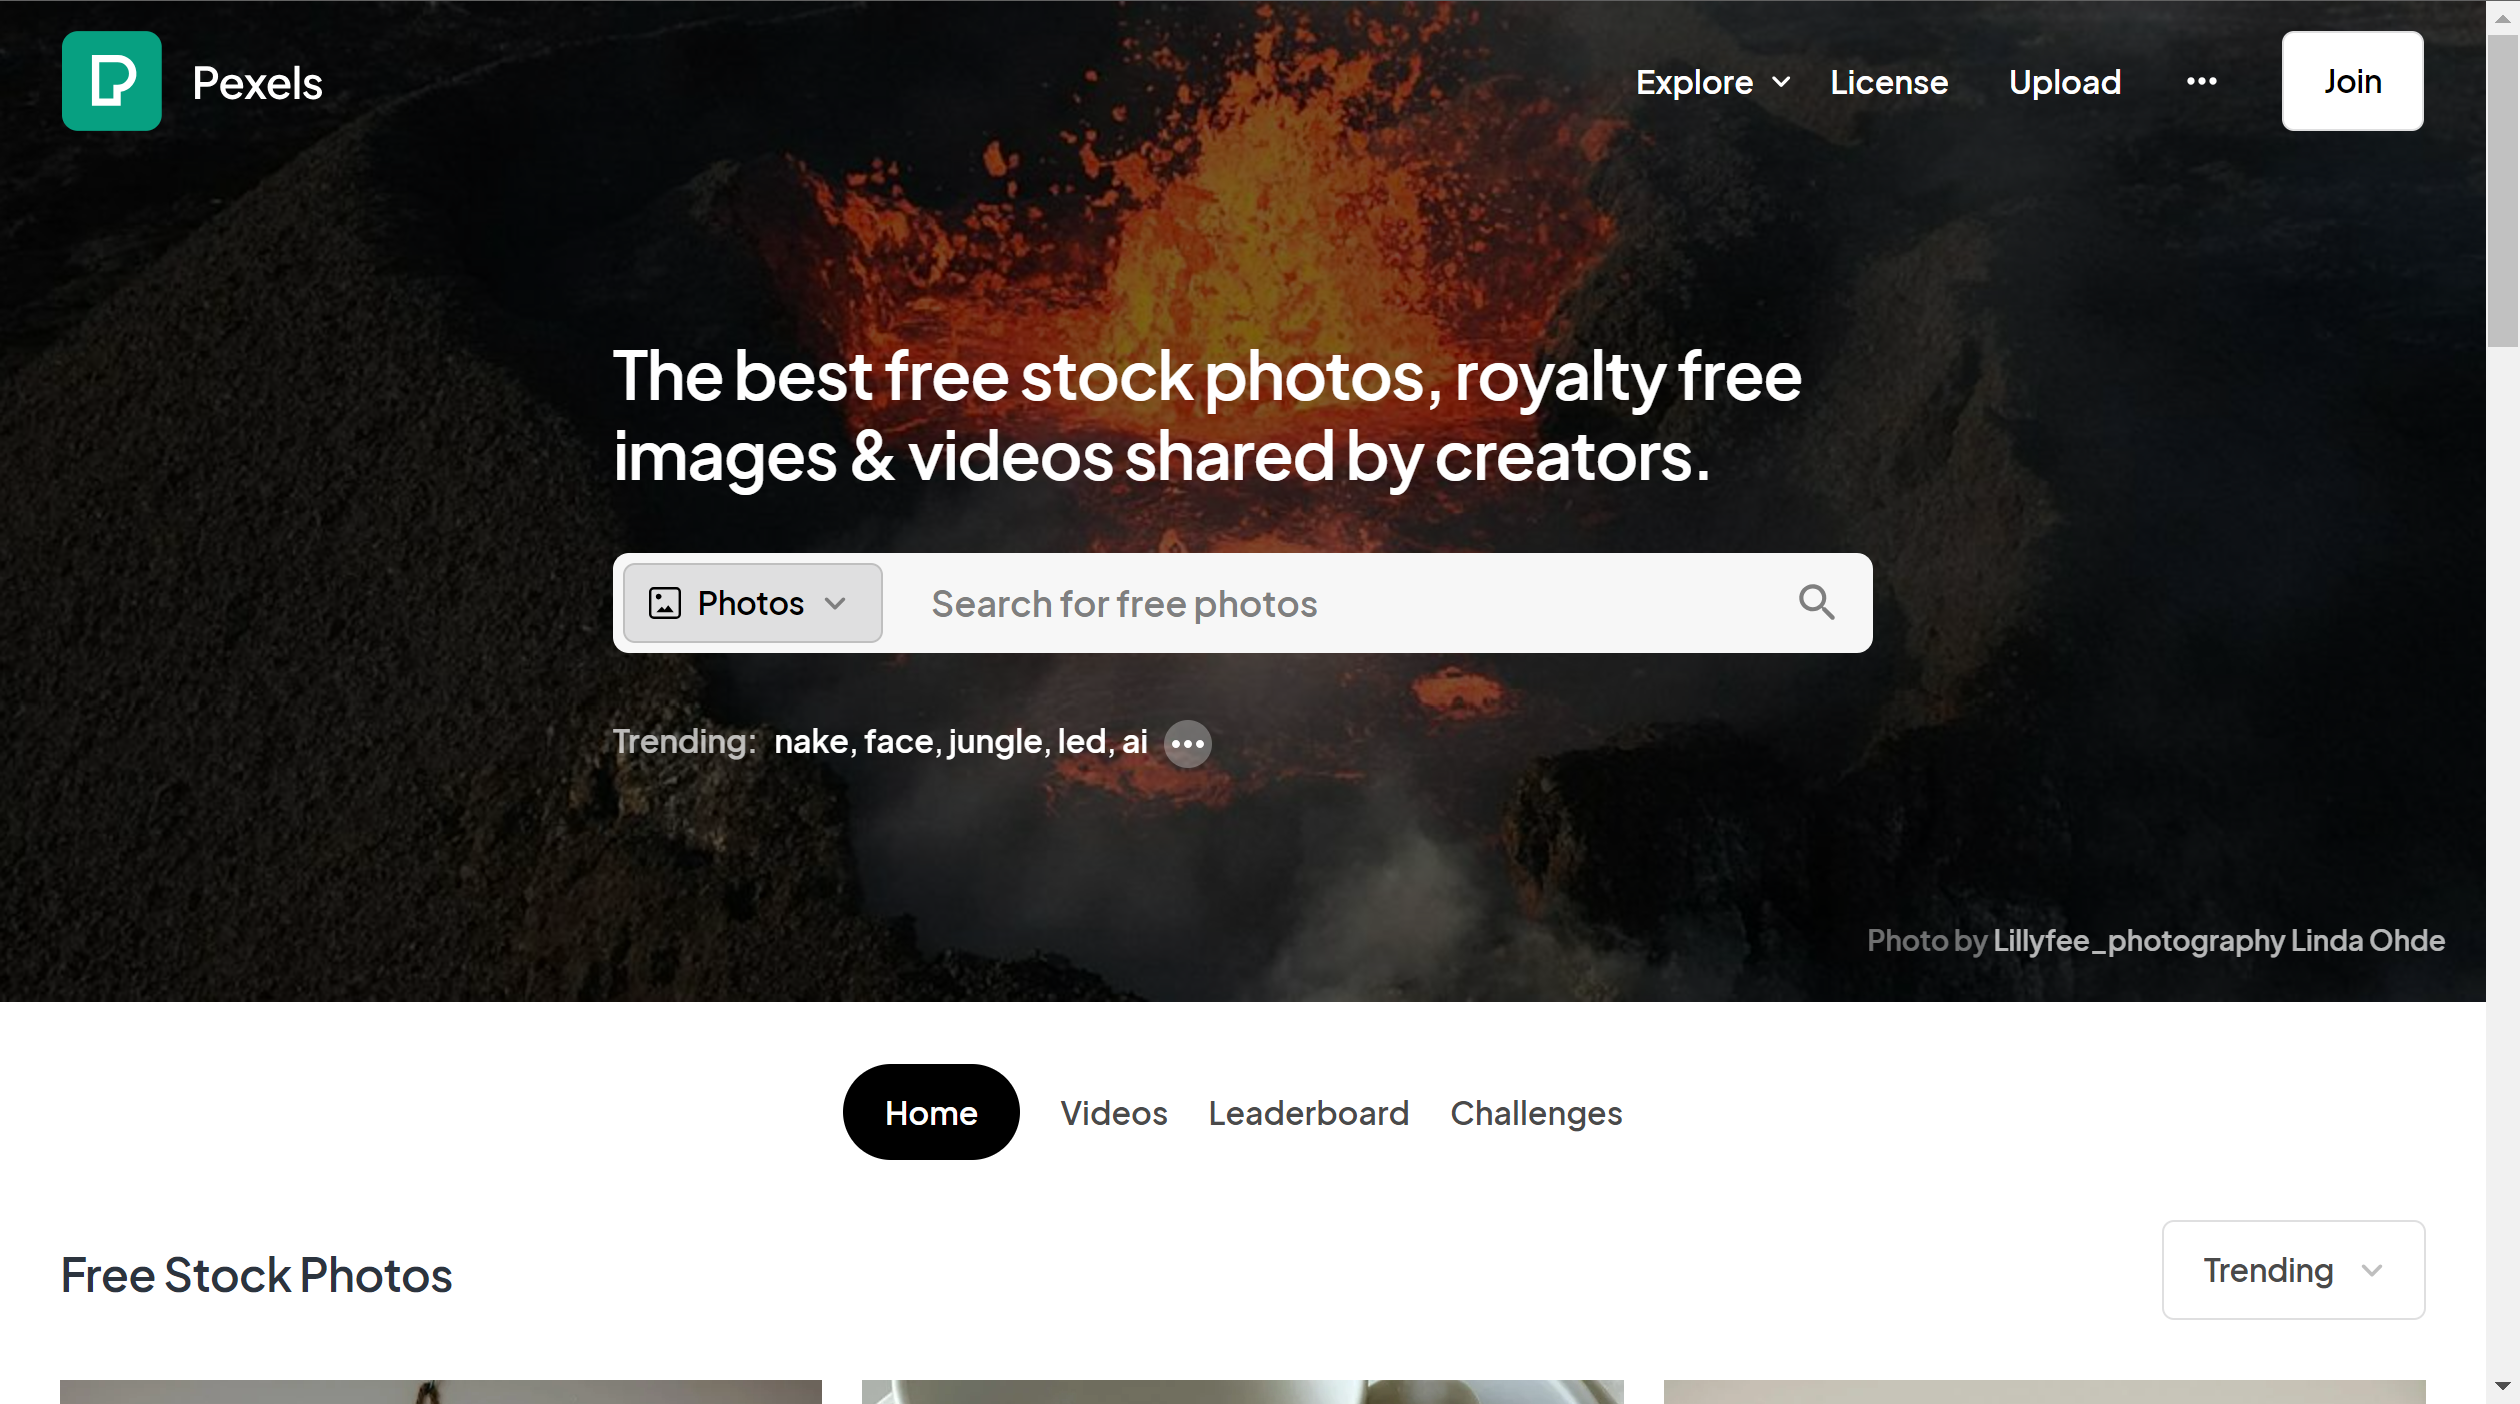 Pexels
Explore
License
Upload
Join
The best free stock photos, royalty free
images & videos shared by creators.
Photos
Search for free photos
Trending: nake, face, jungle, led, ai
Photo by Lillyfee_photography Linda Ohde
Home
Videos
Leaderboard
Challenges
Free Stock Photos
Trending